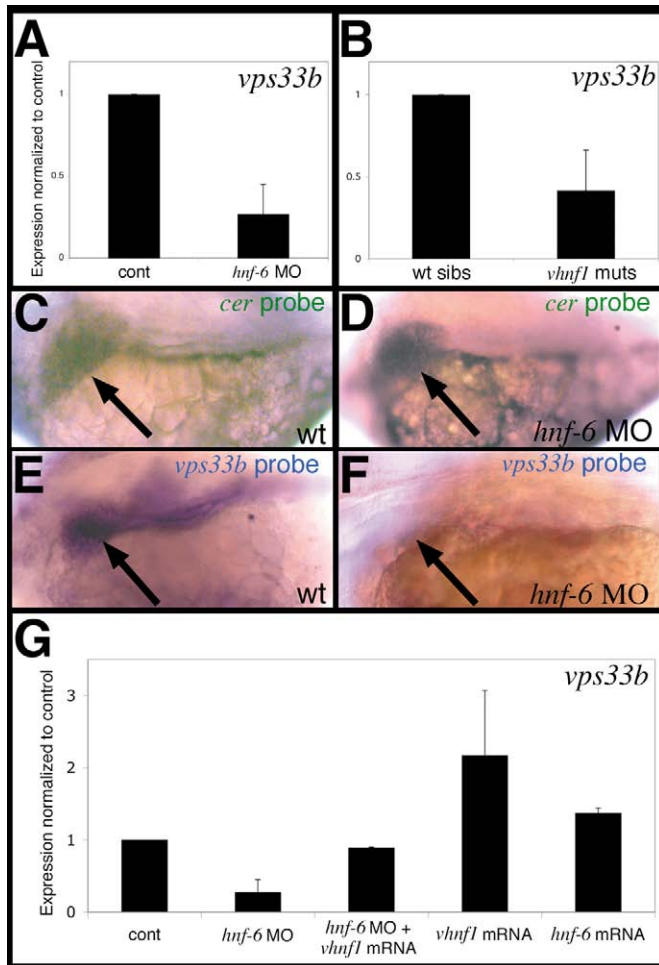 A
vps33b
Expression normalized to control
1
0.5
0
cont
hnf-6 MO
B
vps33b
1
0.5
0
wt sibs
vhnf1 muts
C
cer probe
wt
D
cer probe
hnf-6 MO
E
vps33b probe
wt
F
vps33b probe
hnf-6 MO
G
vps33b
Expression normalized to control
3
2
1
0
cont
hnf-6 MO
hnf-6 MO +
vhnf1 mRNA
vhnf1 mRNA
hnf-6 mRNA